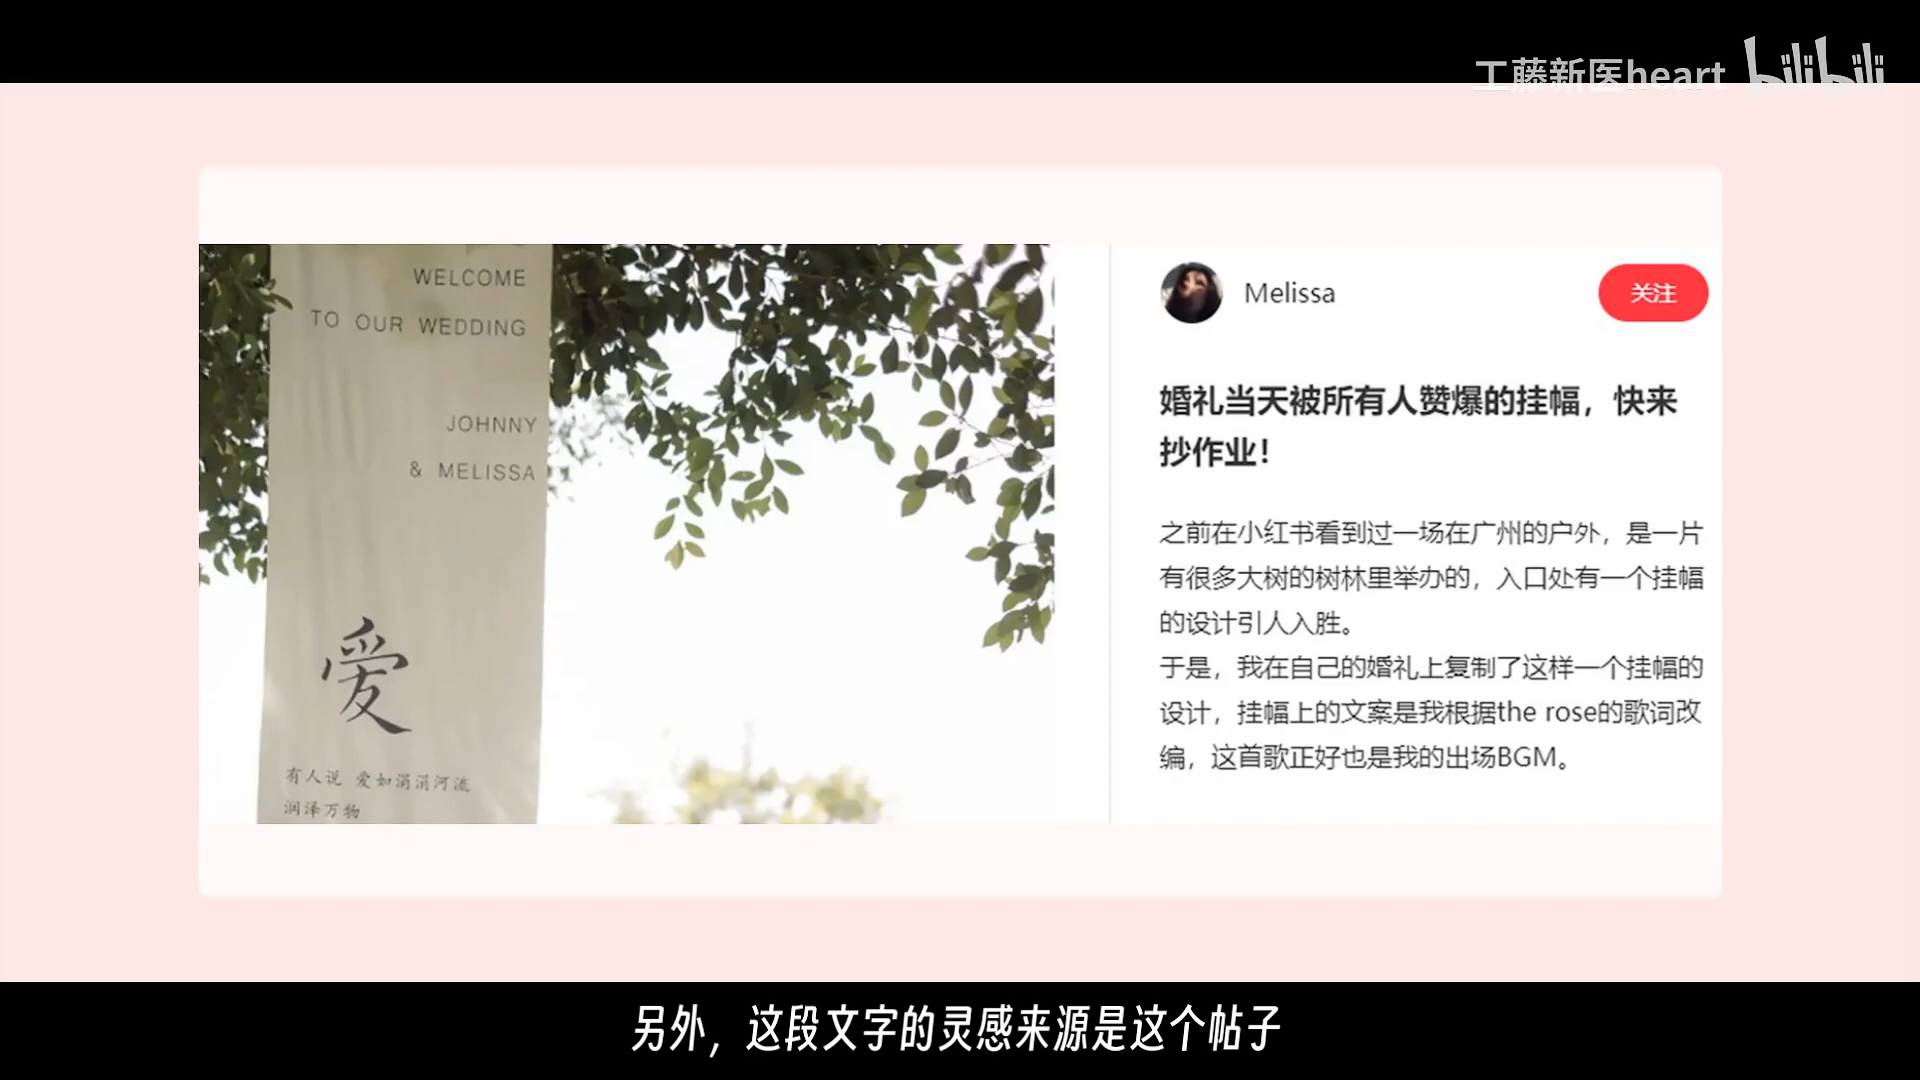 工藤新医heart bilibili
WELCOME
TO OUR WEDDING
JOHNNY
& MELISSA
爱
有人说 爱如涓涓河流
润泽万物
Melissa
关注
婚礼当天被所有人赞爆的挂幅，快来
抄作业！
之前在小红书看到过一场在广州的户外，是一片
有很多大树的树林里举办的，入口处有一个挂幅
的设计引人入胜。
于是，我在自己的婚礼上复制了这样一个挂幅的
设计，挂幅上的文案是我根据the rose的歌词改
编，这首歌正好也是我的出场BGM。
另外，这段文字的灵感来源是这个帖子